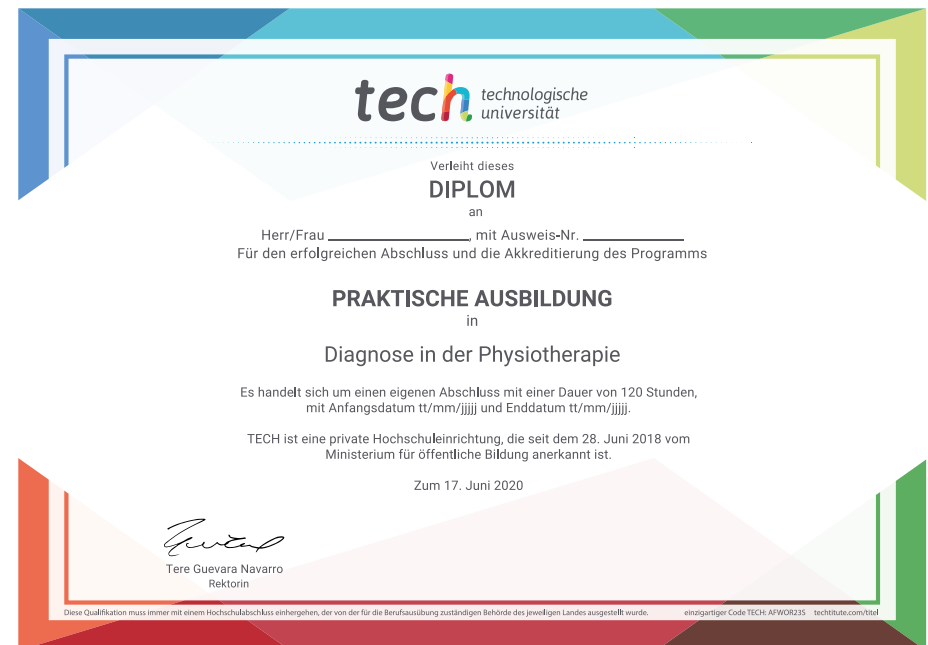 tech technologische
universität
Verleiht dieses
DIPLOM
an
Herr/Frau ____________________, mit Ausweis-Nr. ______________
Für den erfolgreichen Abschluss und die Akkreditierung des Programms
PRAKTISCHE AUSBILDUNG
in
Diagnose in der Physiotherapie
Es handelt sich um einen eigenen Abschluss mit einer Dauer von 120 Stunden,
mit Anfangsdatum tt/mm/jjjjj und Enddatum tt/mm/jjjjj.
TECH ist eine private Hochschuleinrichtung, die seit dem 28. Juni 2018 vom
Ministerium für öffentliche Bildung anerkannt ist.
Zum 17. Juni 2020
Tere Guevara Navarro
Rektorin
Diese Qualifikation muss immer mit einem Hochschulabschluss einhergehen, der von der für die Berufsausübung zuständigen Behörde des jeweiligen Landes ausgestellt wurde. einzigartiger Code TECH: AFWOR23S techtitute.com/titel